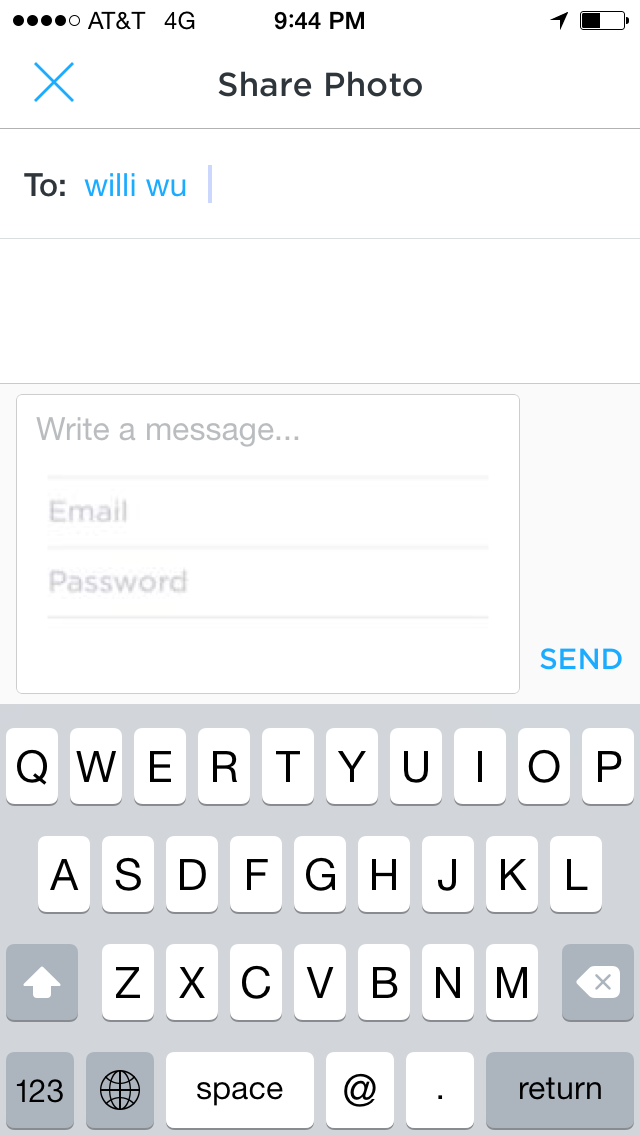 AT&T 4G 9:44 PM
Share Photo
To: willi wu
Write a message...
Email
Password
SEND
Q W E R T Y U I O P
A S D F G H J K L
Z X C V B N M
123 space @ . return